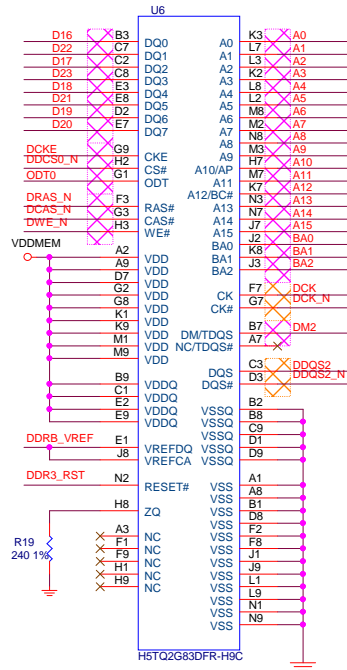 U6
D16 B3 DQ0
D22 C7 DQ1
D17 C2 DQ2
D23 C8 DQ3
D18 E3 DQ4
D21 E8 DQ5
D19 D2 DQ6
D20 E7 DQ7
DCKE G9 CKE
DDCS0_N H2 CS#
ODT0 G1 ODT
DRAS_N F3 RAS#
DCAS_N G3 CAS#
DWE_N H3 WE#
VDDMEM
A2 VDD
A9 VDD
D7 VDD
G2 VDD
G8 VDD
K1 VDD
K9 VDD
M1 VDD
M9 VDD
B9 VDDQ
C1 VDDQ
E2 VDDQ
E9 VDDQ
DDRB_VREF E1 VREFDQ
J8 VREFCA
DDR3_RST N2 RESET#
H8 ZQ
R19
240 1%
A3 NC
F1 NC
F9 NC
H1 NC
H9 NC
A0 K3 A0
A1 L7 A1
A2 L3 A2
A3 K2 A3
A4 L8 A4
A5 L2 A5
A6 M8 A6
A7 M2 A7
A8 N8 A8
A9 M3 A9
A10/AP H7 A10
A11 M7 A11
A12/BC# K7 A12
A13 N3 A13
A14 N7 A14
A15 J7 A15
BA0 J2 BA0
BA1 K8 BA1
BA2 J3 BA2
CK F7 DCK
CK# G7 DCK_N
DM/TDQS B7 DM2
NC/TDQS# A7
DQS C3 DDQS2
DQS# D3 DDQS2_N
VSSQ B2
VSSQ B8
VSSQ C9
VSSQ D1
VSSQ D9
VSS A1
VSS A8
VSS B1
VSS D8
VSS F2
VSS F8
VSS J1
VSS J9
VSS L1
VSS L9
VSS N1
VSS N9
H5TQ2G83DFR-H9C